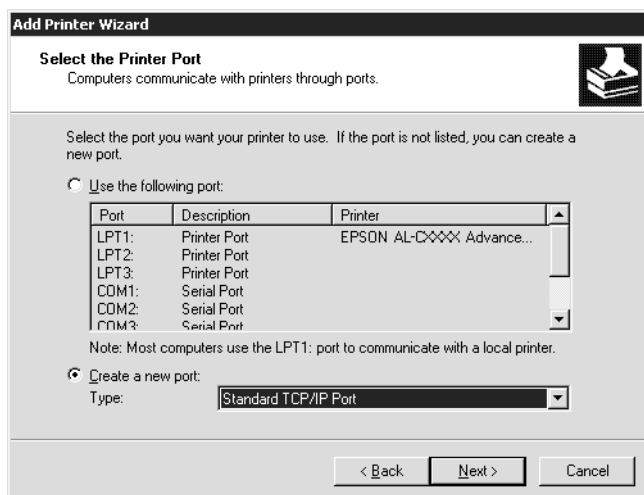 Add Printer Wizard
Select the Printer Port
Computers communicate with printers through ports.
Select the port you want your printer to use. If the port is not listed, you can create a
new port.
Use the following port:
Port Description Printer
LPT1: Printer Port EPSON AL-CXXXX Advance...
LPT2: Printer Port
LPT3: Printer Port
COM1: Serial Port
COM2: Serial Port
COM3: Serial Port
Note: Most computers use the LPT1: port to communicate with a local printer.
Create a new port:
Type: Standard TCP/IP Port
< Back Next > Cancel